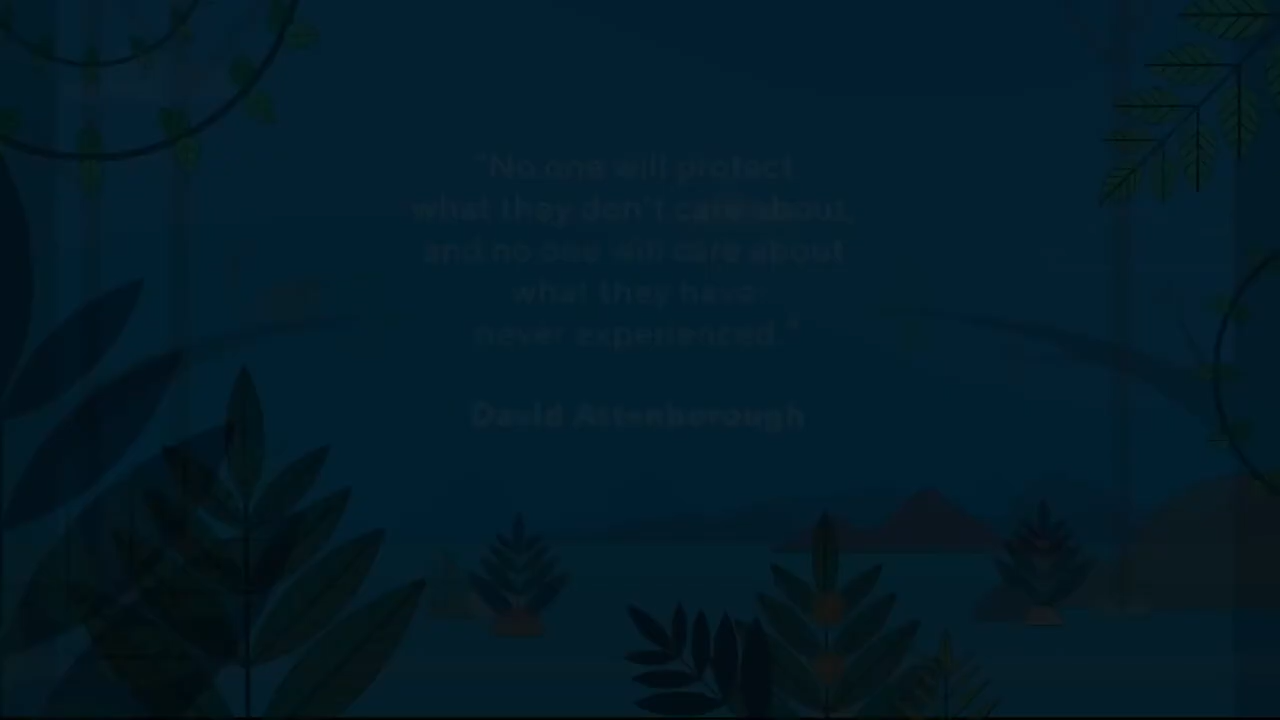 "No one will protect
what they don't care about,
and no one will care about
what they have
never experienced."
David Attenborough